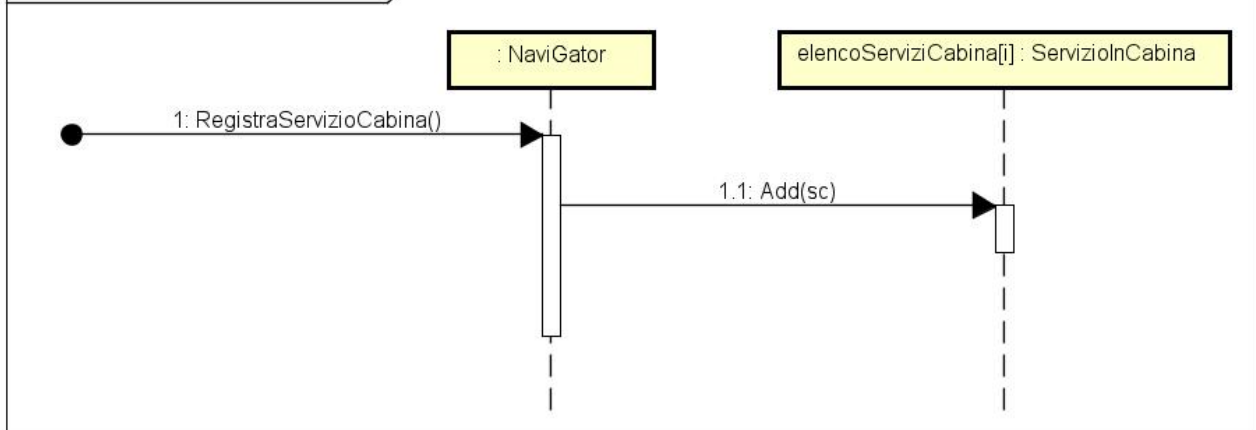 : NaviGator
elencoServiziCabina[i] : ServizioInCabina
1: RegistraServizioCabina()
1.1: Add(sc)